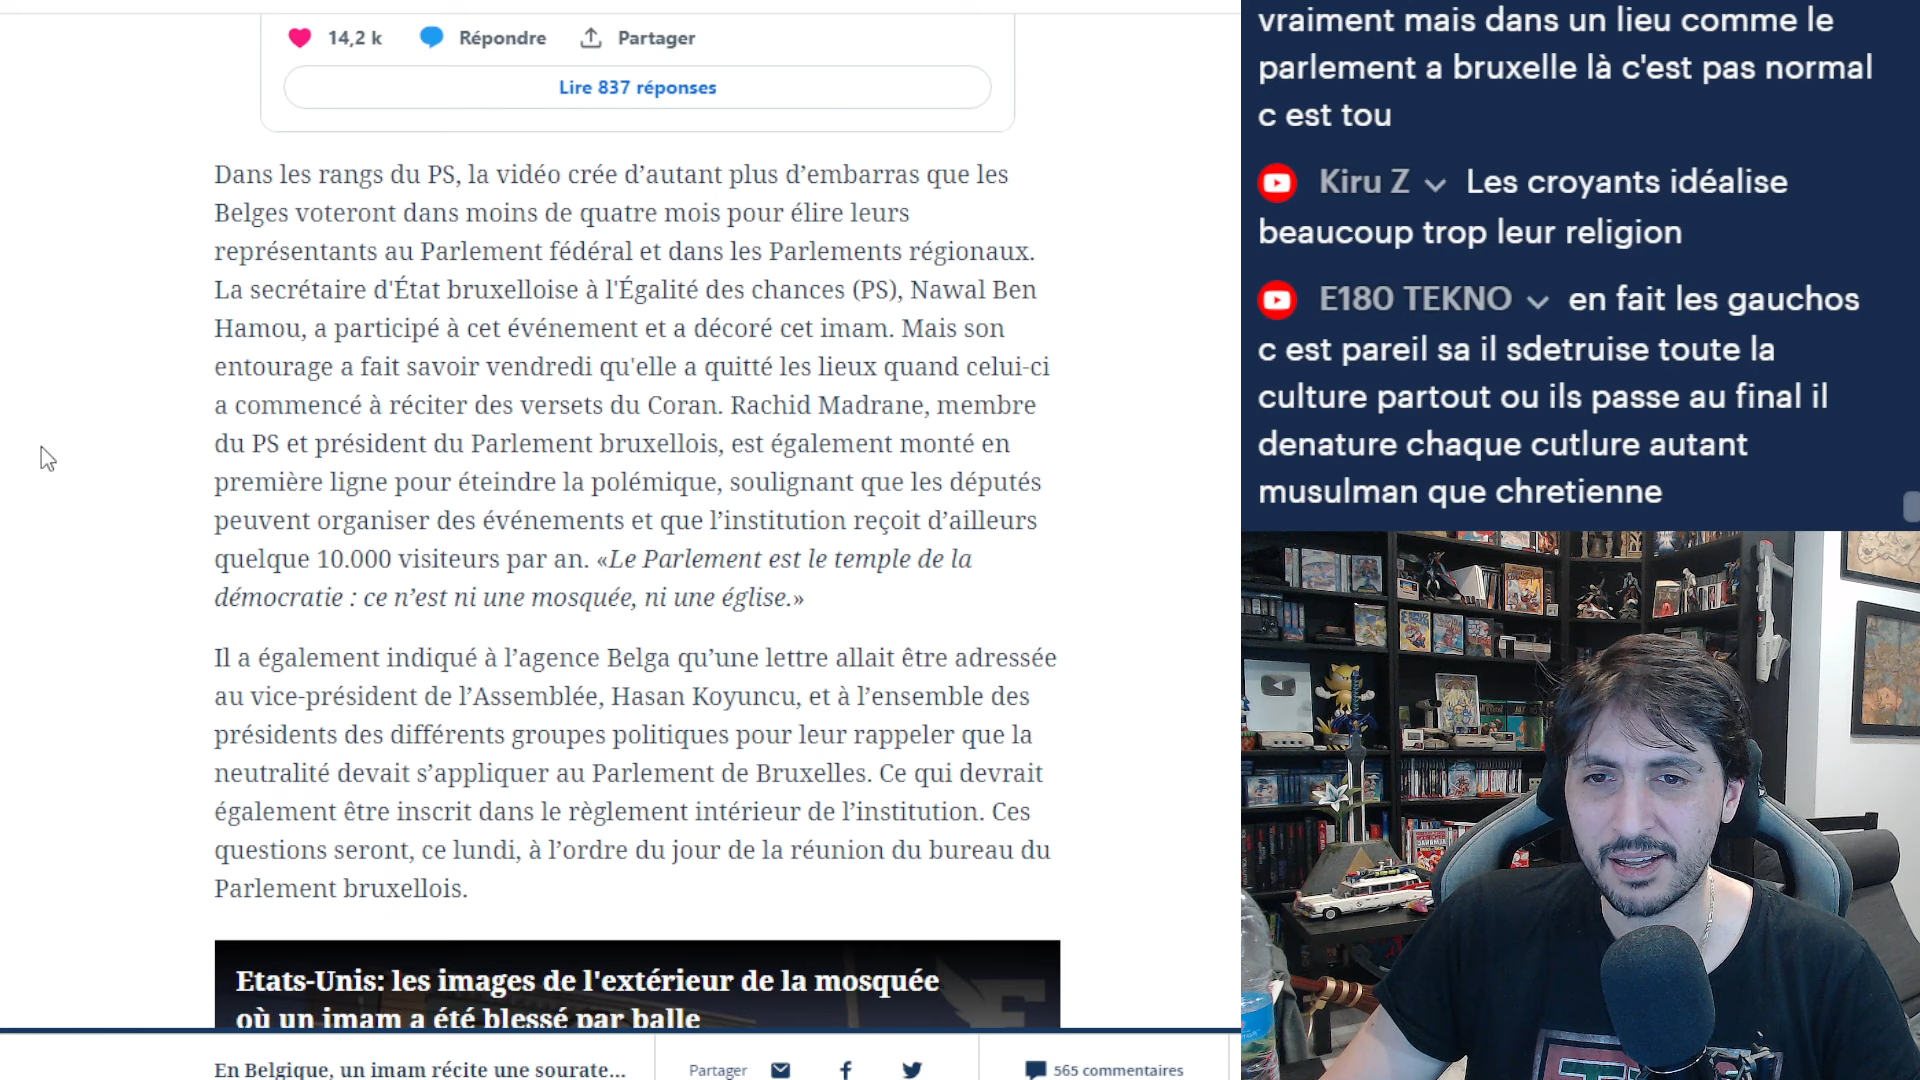 14,2 k Répondre Partager
Lire 837 réponses
Dans les rangs du PS, la vidéo crée d’autant plus d’embarras que les
Belges voteront dans moins de quatre mois pour élire leurs
représentants au Parlement fédéral et dans les Parlements régionaux.
La secrétaire d'État bruxelloise à l'Égalité des chances (PS), Nawal Ben
Hamou, a participé à cet événement et a décoré cet imam. Mais son
entourage a fait savoir vendredi qu'elle a quitté les lieux quand celui-ci
a commencé à réciter des versets du Coran. Rachid Madrane, membre
du PS et président du Parlement bruxellois, est également monté en
première ligne pour éteindre la polémique, soulignant que les députés
peuvent organiser des événements et que l’institution reçoit d’ailleurs
quelque 10.000 visiteurs par an. «Le Parlement est le temple de la
démocratie : ce n’est ni une mosquée, ni une église.»
Il a également indiqué à l’agence Belga qu’une lettre allait être adressée
au vice-président de l’Assemblée, Hasan Koyuncu, et à l’ensemble des
présidents des différents groupes politiques pour leur rappeler que la
neutralité devait s’appliquer au Parlement de Bruxelles. Ce qui devrait
également être inscrit dans le règlement intérieur de l’institution. Ces
questions seront, ce lundi, à l’ordre du jour de la réunion du bureau du
Parlement bruxellois.
Etats-Unis: les images de l'extérieur de la mosquée
où un imam a été blessé par balle
En Belgique, un imam récite une sourate...
Partager
565 commentaires
vraiment mais dans un lieu comme le
parlement a bruxelle là c'est pas normal
c est tou
Kiru Z Les croyants idéalise
beaucoup trop leur religion
E180 TEKNO en fait les gauchos
c est pareil sa il sdetruise toute la
culture partout ou ils passe au final il
denature chaque cutlure autant
musulman que chretienne